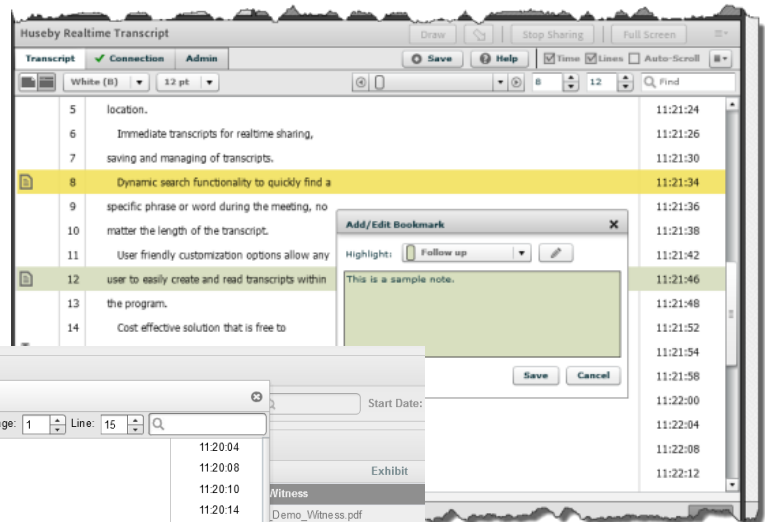 Huseby Realtime Transcript Draw Stop Sharing Full Screen
Transcript Connection Admin Save Help Time Lines Auto-Scroll
White (B) 12 pt 8 12 Find
5 location. 11:21:24
6 Immediate transcripts for realtime sharing, 11:21:26
7 saving and managing of transcripts. 11:21:30
8 Dynamic search functionality to quickly find a 11:21:34
9 specific phrase or word during the meeting, no 11:21:36
10 matter the length of the transcript. 11:21:38
11 User friendly customization options allow any 11:21:42
12 user to easily create and read transcripts within 11:21:46
13 the program. 11:21:48
14 Cost effective solution that is free to 11:21:52
11:21:54
11:21:58
11:22:00
11:22:04
11:22:08
11:22:12
Add/Edit Bookmark
Highlight: Follow up
This is a sample note.
Save Cancel
ge: 1 Line: 15
Start Date:
11:20:04
11:20:08
11:20:10
11:20:14
Exhibit
Witness
_Demo_Witness.pdf